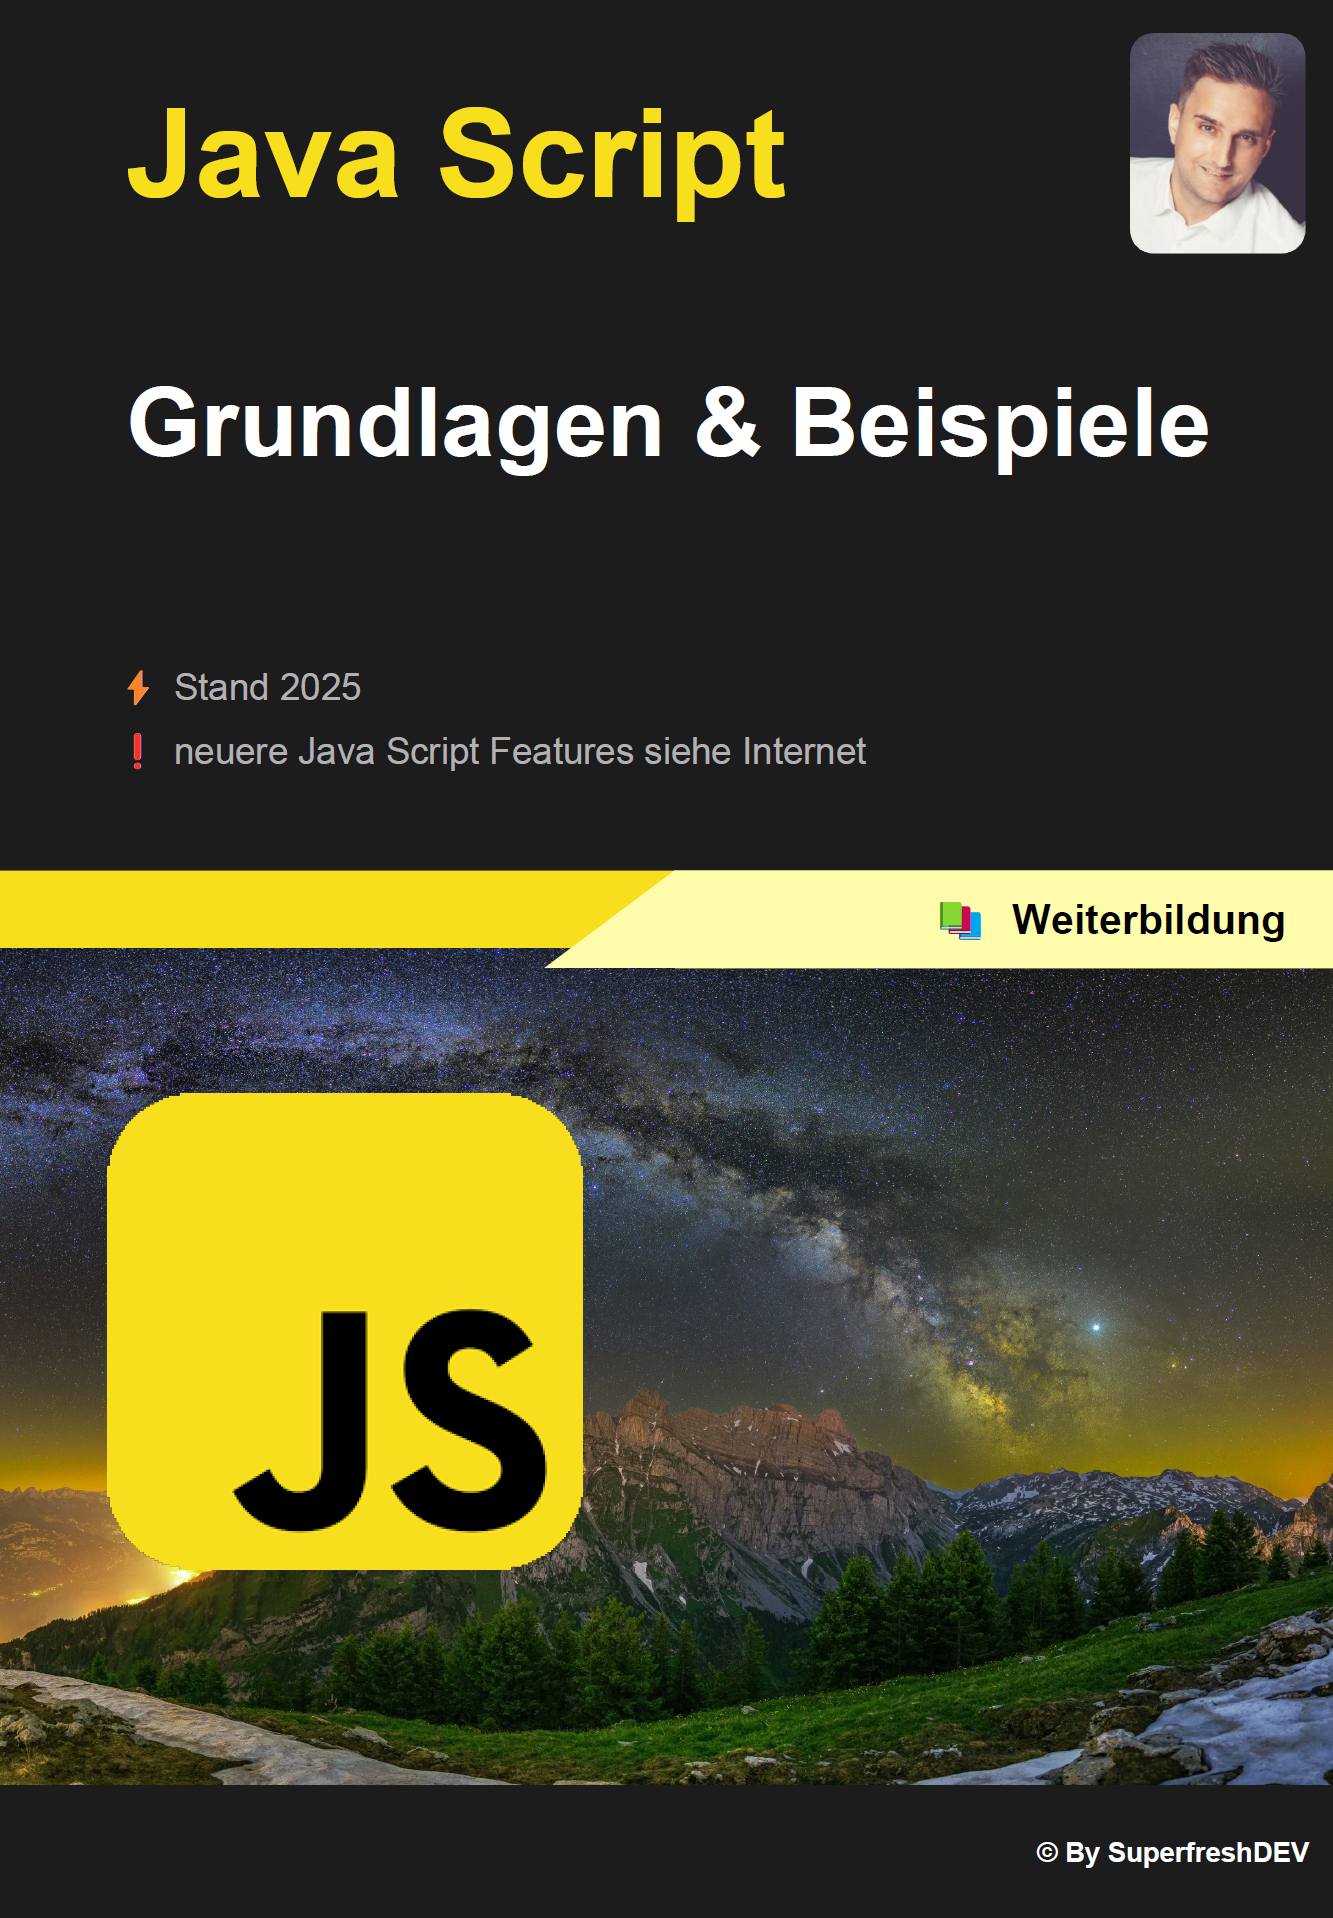 Java Script
Grundlagen & Beispiele
⚡ Stand 2025
❗ neuere Java Script Features siehe Internet
📚 Weiterbildung
JS
© By SuperfreshDEV